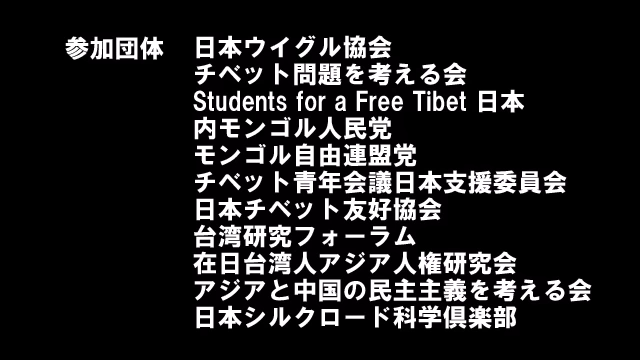 参加団体 日本ウイグル協会
チベット問題を考える会
Students for a Free Tibet 日本
内モンゴル人民党
モンゴル自由連盟党
チベット青年会議日本支援委員会
日本チベット友好協会
台湾研究フォーラム
在日台湾人アジア人権研究会
アジアと中国の民主主義を考える会
日本シルクロード科学倶楽部